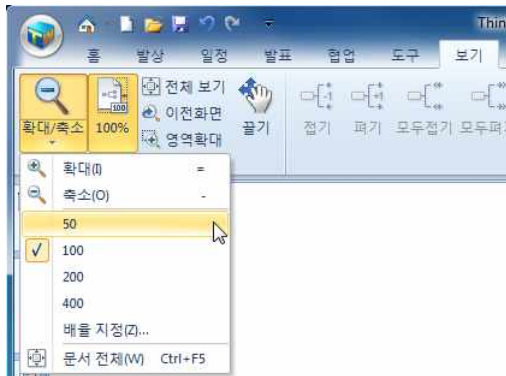 Thin
홈 발상 일정 발표 협업 도구 보기
확대/축소 100 100% 전체 보기 이전화면 영역확대 끌기 접기 펴기 모두접기
확대(I) =
축소(O) -
50
100
200
400
배율 지정(Z)...
문서 전체(W) Ctrl+F5